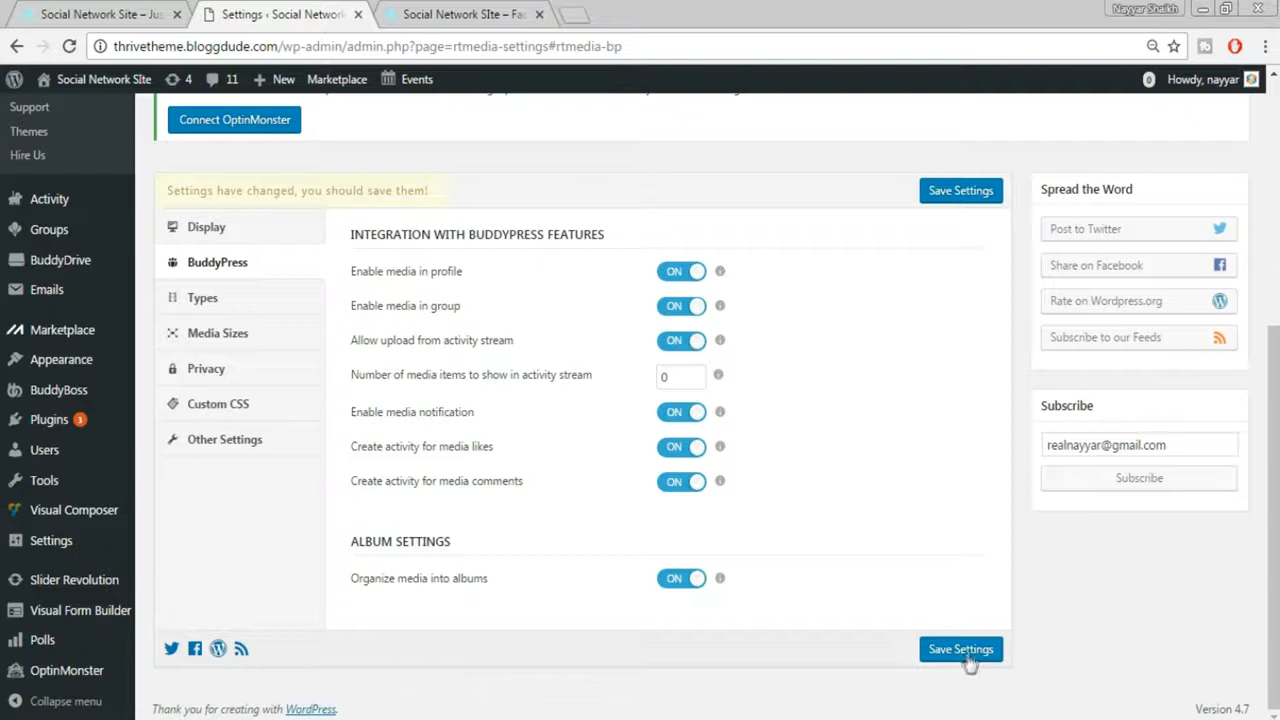 Social Network Site – Jus
Settings ‹ Social Network
Social Network SIte – Fac
Nayyar Shaikh
thrivetheme.bloggdude.com/wp-admin/admin.php?page=rtmedia-settings#rtmedia-bp
Social Network SIte
4
11
New
Marketplace
Events
0
Howdy, nayyar
Support
Themes
Hire Us
Activity
Groups
BuddyDrive
Emails
Marketplace
Appearance
BuddyBoss
Plugins 3
Users
Tools
Visual Composer
Settings
Slider Revolution
Visual Form Builder
Polls
OptinMonster
Collapse menu
Connect OptinMonster
Settings have changed, you should save them!
Save Settings
Display
BuddyPress
Types
Media Sizes
Privacy
Custom CSS
Other Settings
INTEGRATION WITH BUDDYPRESS FEATURES
Enable media in profile ON
Enable media in group ON
Allow upload from activity stream ON
Number of media items to show in activity stream 0
Enable media notification ON
Create activity for media likes ON
Create activity for media comments ON
ALBUM SETTINGS
Organize media into albums ON
Save Settings
Spread the Word
Post to Twitter
Share on Facebook
Rate on Wordpress.org
Subscribe to our Feeds
Subscribe
realnayyar@gmail.com
Subscribe
Thank you for creating with WordPress.
Version 4.7